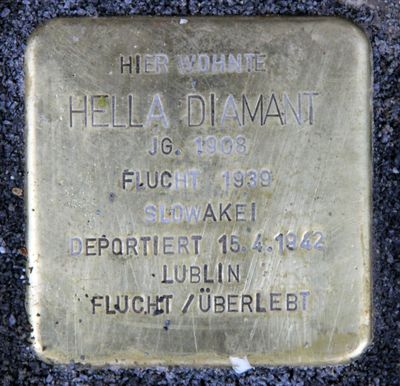 HIER WOHNTE
HELLA DIAMANT
JG. 1908
FLUCHT 1939
SLOWAKEI
DEPORTIERT 15.4.1942
LUBLIN
FLUCHT / ÜBERLEBT